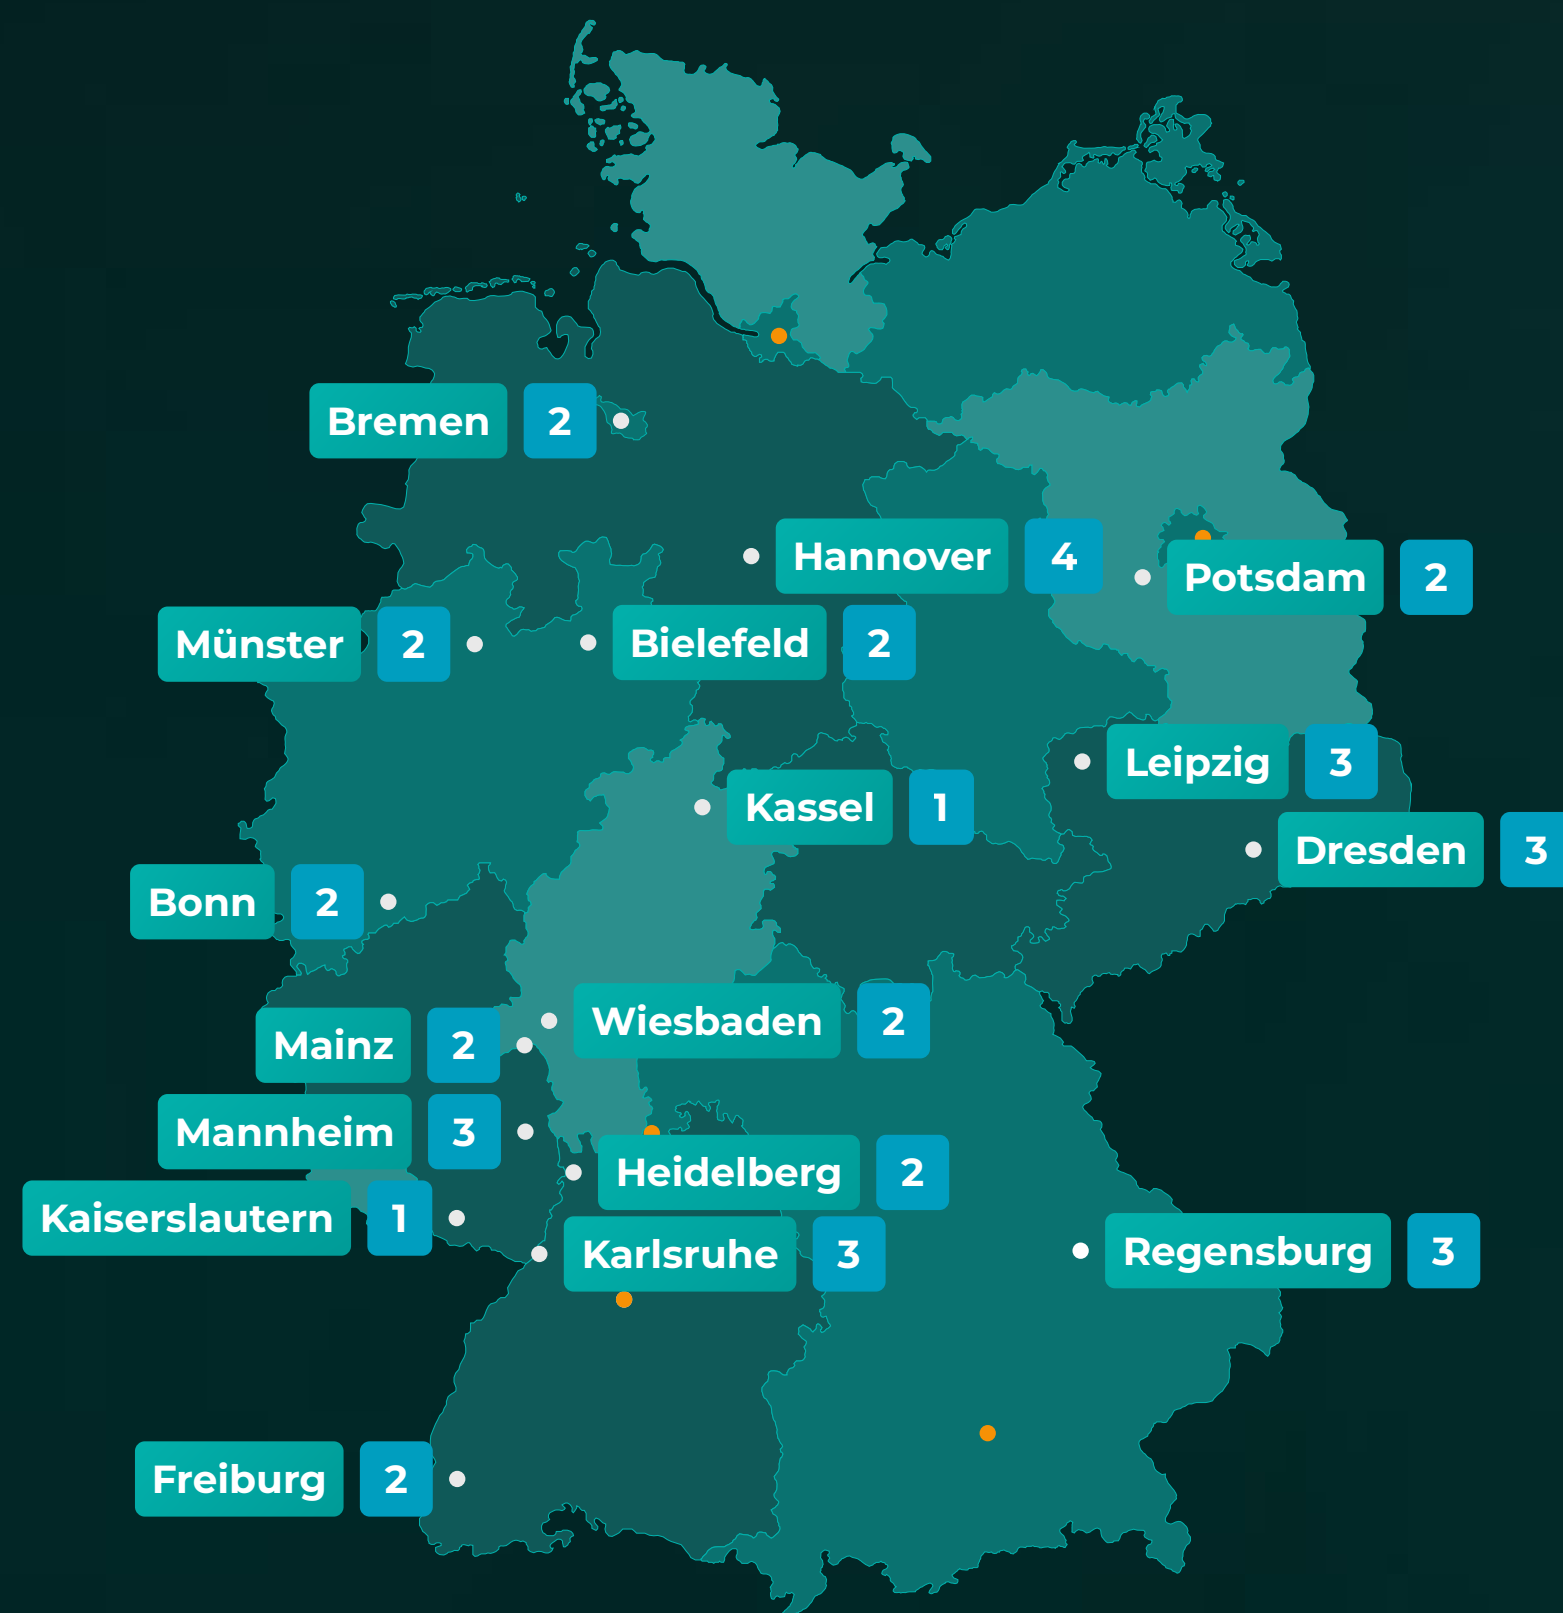 Bremen 2
Hannover 4
Potsdam 2
Münster 2
Bielefeld 2
Leipzig 3
Kassel 1
Dresden 3
Bonn 2
Wiesbaden 2
Mainz 2
Mannheim 3
Heidelberg 2
Kaiserslautern 1
Karlsruhe 3
Regensburg 3
Freiburg 2